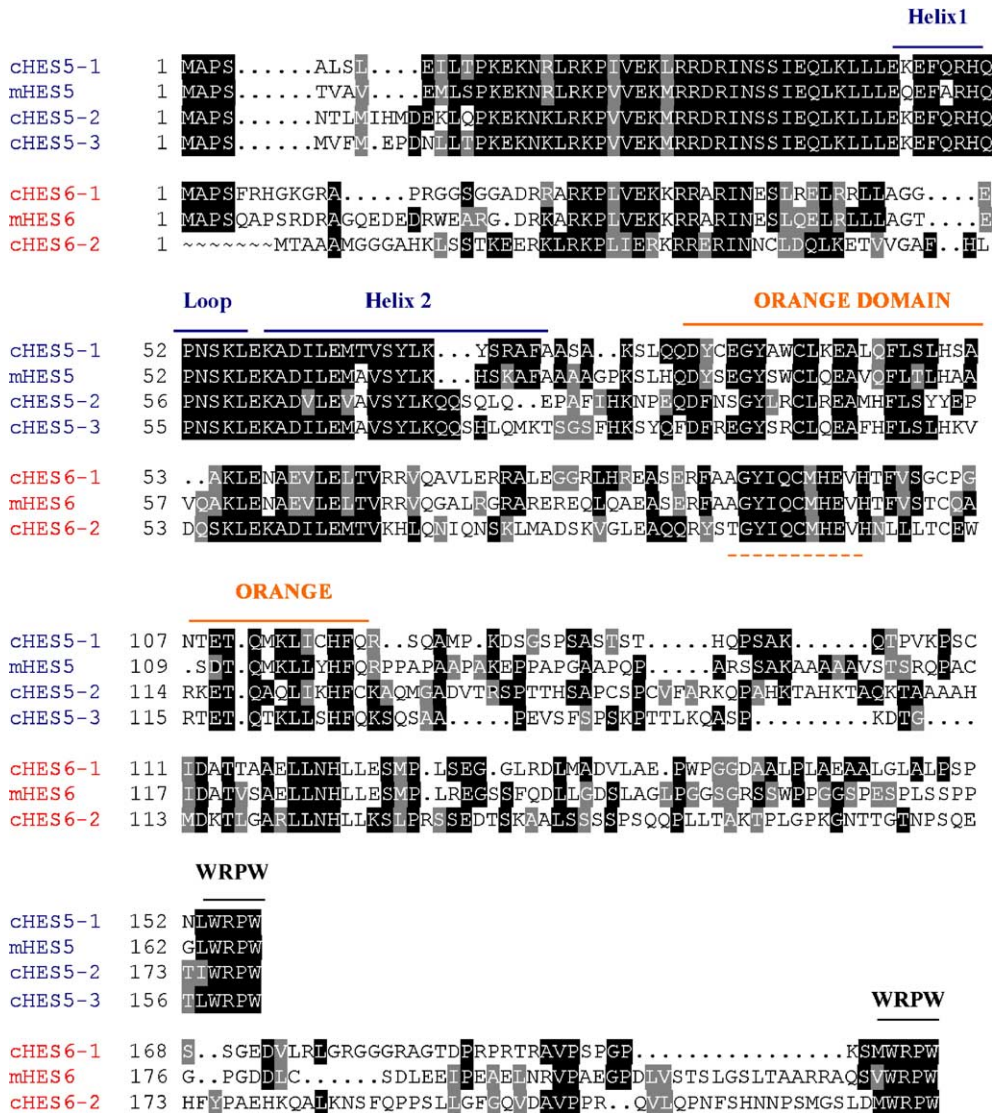 Helix1
cHES5-1 1 MAPS......ALSL....EILTPKEKNRLRKPIVEKLRRDRINSSIEQLKLLLEKEFQRHQ
mHES5 1 MAPS......TVAV....EMLSPKEKNRLRKPVVEKMRRDRINSSIEQLKLLLEQEFARHQ
cHES5-2 1 MAPS......NTLMIHMDEKLQPKEKNKLRKPVVEKMRRDRINSSIEQLKLLLEKEFQRHQ
cHES5-3 1 MAPS......MVFM.EPDNLLTPKEKNKLRKPVVEKMRRDRINSSIEQLKLLLEKEFQRHQ
cHES6-1 1 MAPSFRHGKGRA.....PRGGSGGADRRARKPLVEKKRRARINESLRELRRLLAGG....E
mHES6 1 MAPSQAPSRDRAGQEDEDRWEARG.DRKARKPLVEKKRRARINESLQELRLLLAGT....E
cHES6-2 1 ~~~~~~~MTAAAMGGGAHKLSSTKEERKLRKPLIERKRRERINNCLDQLKETVVGAF..HL
Loop Helix 2 ORANGE DOMAIN
cHES5-1 52 PNSKLEKADILEMTVSYLK...YSRAFAASA..KSLQQDYCEGYAWCLKEALQFLSLHSA
mHES5 52 PNSKLEKADILEMAVSYLK...HSKAFAAAAGPKSLHQDYSEGYSWCLQEAVQFLTLHAA
cHES5-2 56 PNSKLEKADVLEVAVSYLKQQSQLQ..EPAFIHKNPEQDFNSGYLRCLREAMHFLSYYEP
cHES5-3 55 PNSKLEKADILEMAVSYLKQQSHLQMKTSGSFHKSYQFDFREGYSRCLQEAFHFLSLHKV
cHES6-1 53 ..AKLENAEVLELTVRRVQAVLERRALEGGRLHREASERFAAGYIQCMHEVHTFVSGCPG
mHES6 57 VQAKLENAEVLELTVRRVQGALRGRAREREQLQAEASERFAAGYIQCMHEVHTFVSTCQA
cHES6-2 53 DQSKLEKADILEMTVKHLQNIQNSKLMADSKVGLEAQQRYSTGYIQCMHEVHNLLLTCEW
ORANGE
cHES5-1 107 NTET.QMKLICHFQR..SQAMP.KDSGSPSASTST......HQPSAK.......QTPVKPSC
mHES5 109 .SDT.QMKLLYHFQRPPAPAAPAKEPPAPGAAPQP.....ARSSAKAAAAAVSTSRQPAC
cHES5-2 114 RKET.QAQLIKHFCKAQMGADVTRSPTTHSAPCSPCVFARKQPAHKTAHKTAQKTAAAAH
cHES5-3 115 RTET.QTKLLSHFQKSQSAA.....PEVSFSPSKPTTLKQASP.........KDTG....
cHES6-1 111 IDATTAAELLNHLLESMP.LSEG.GLRDLMADVLAE.PWPGGDAALPLAEAALGLALPSP
mHES6 117 IDATVSAELLNHLLESMP.LREGSSFQDLLGDSLAGLPGGSGRSSWPPGGSPESPLSSPP
cHES6-2 113 MDKTLGARLLNHLLKSLPRSSEDTSKAALSSSSPSQQPLLTAKTPLGPKGNTTGTNPSQE
WRPW
cHES5-1 152 NLWRPW
mHES5 162 GLWRPW
cHES5-2 173 TIWRPW
cHES5-3 156 TLWRPW
WRPW
cHES6-1 168 S..SGEDVLRLGRGGGRAGTDPRPRTRAVPSPGP..............KSMWRPW
mHES6 176 G..PGDDLC......SDLEEIPEAELNRVPAEGPDLVSTSLGSLTAARRAQSVWRPW
cHES6-2 173 HFYPAEHKQALKNSFQPPSLLGFGQVDAVPPR..QVLQPNFSHNNPSMGSLDMWRPW